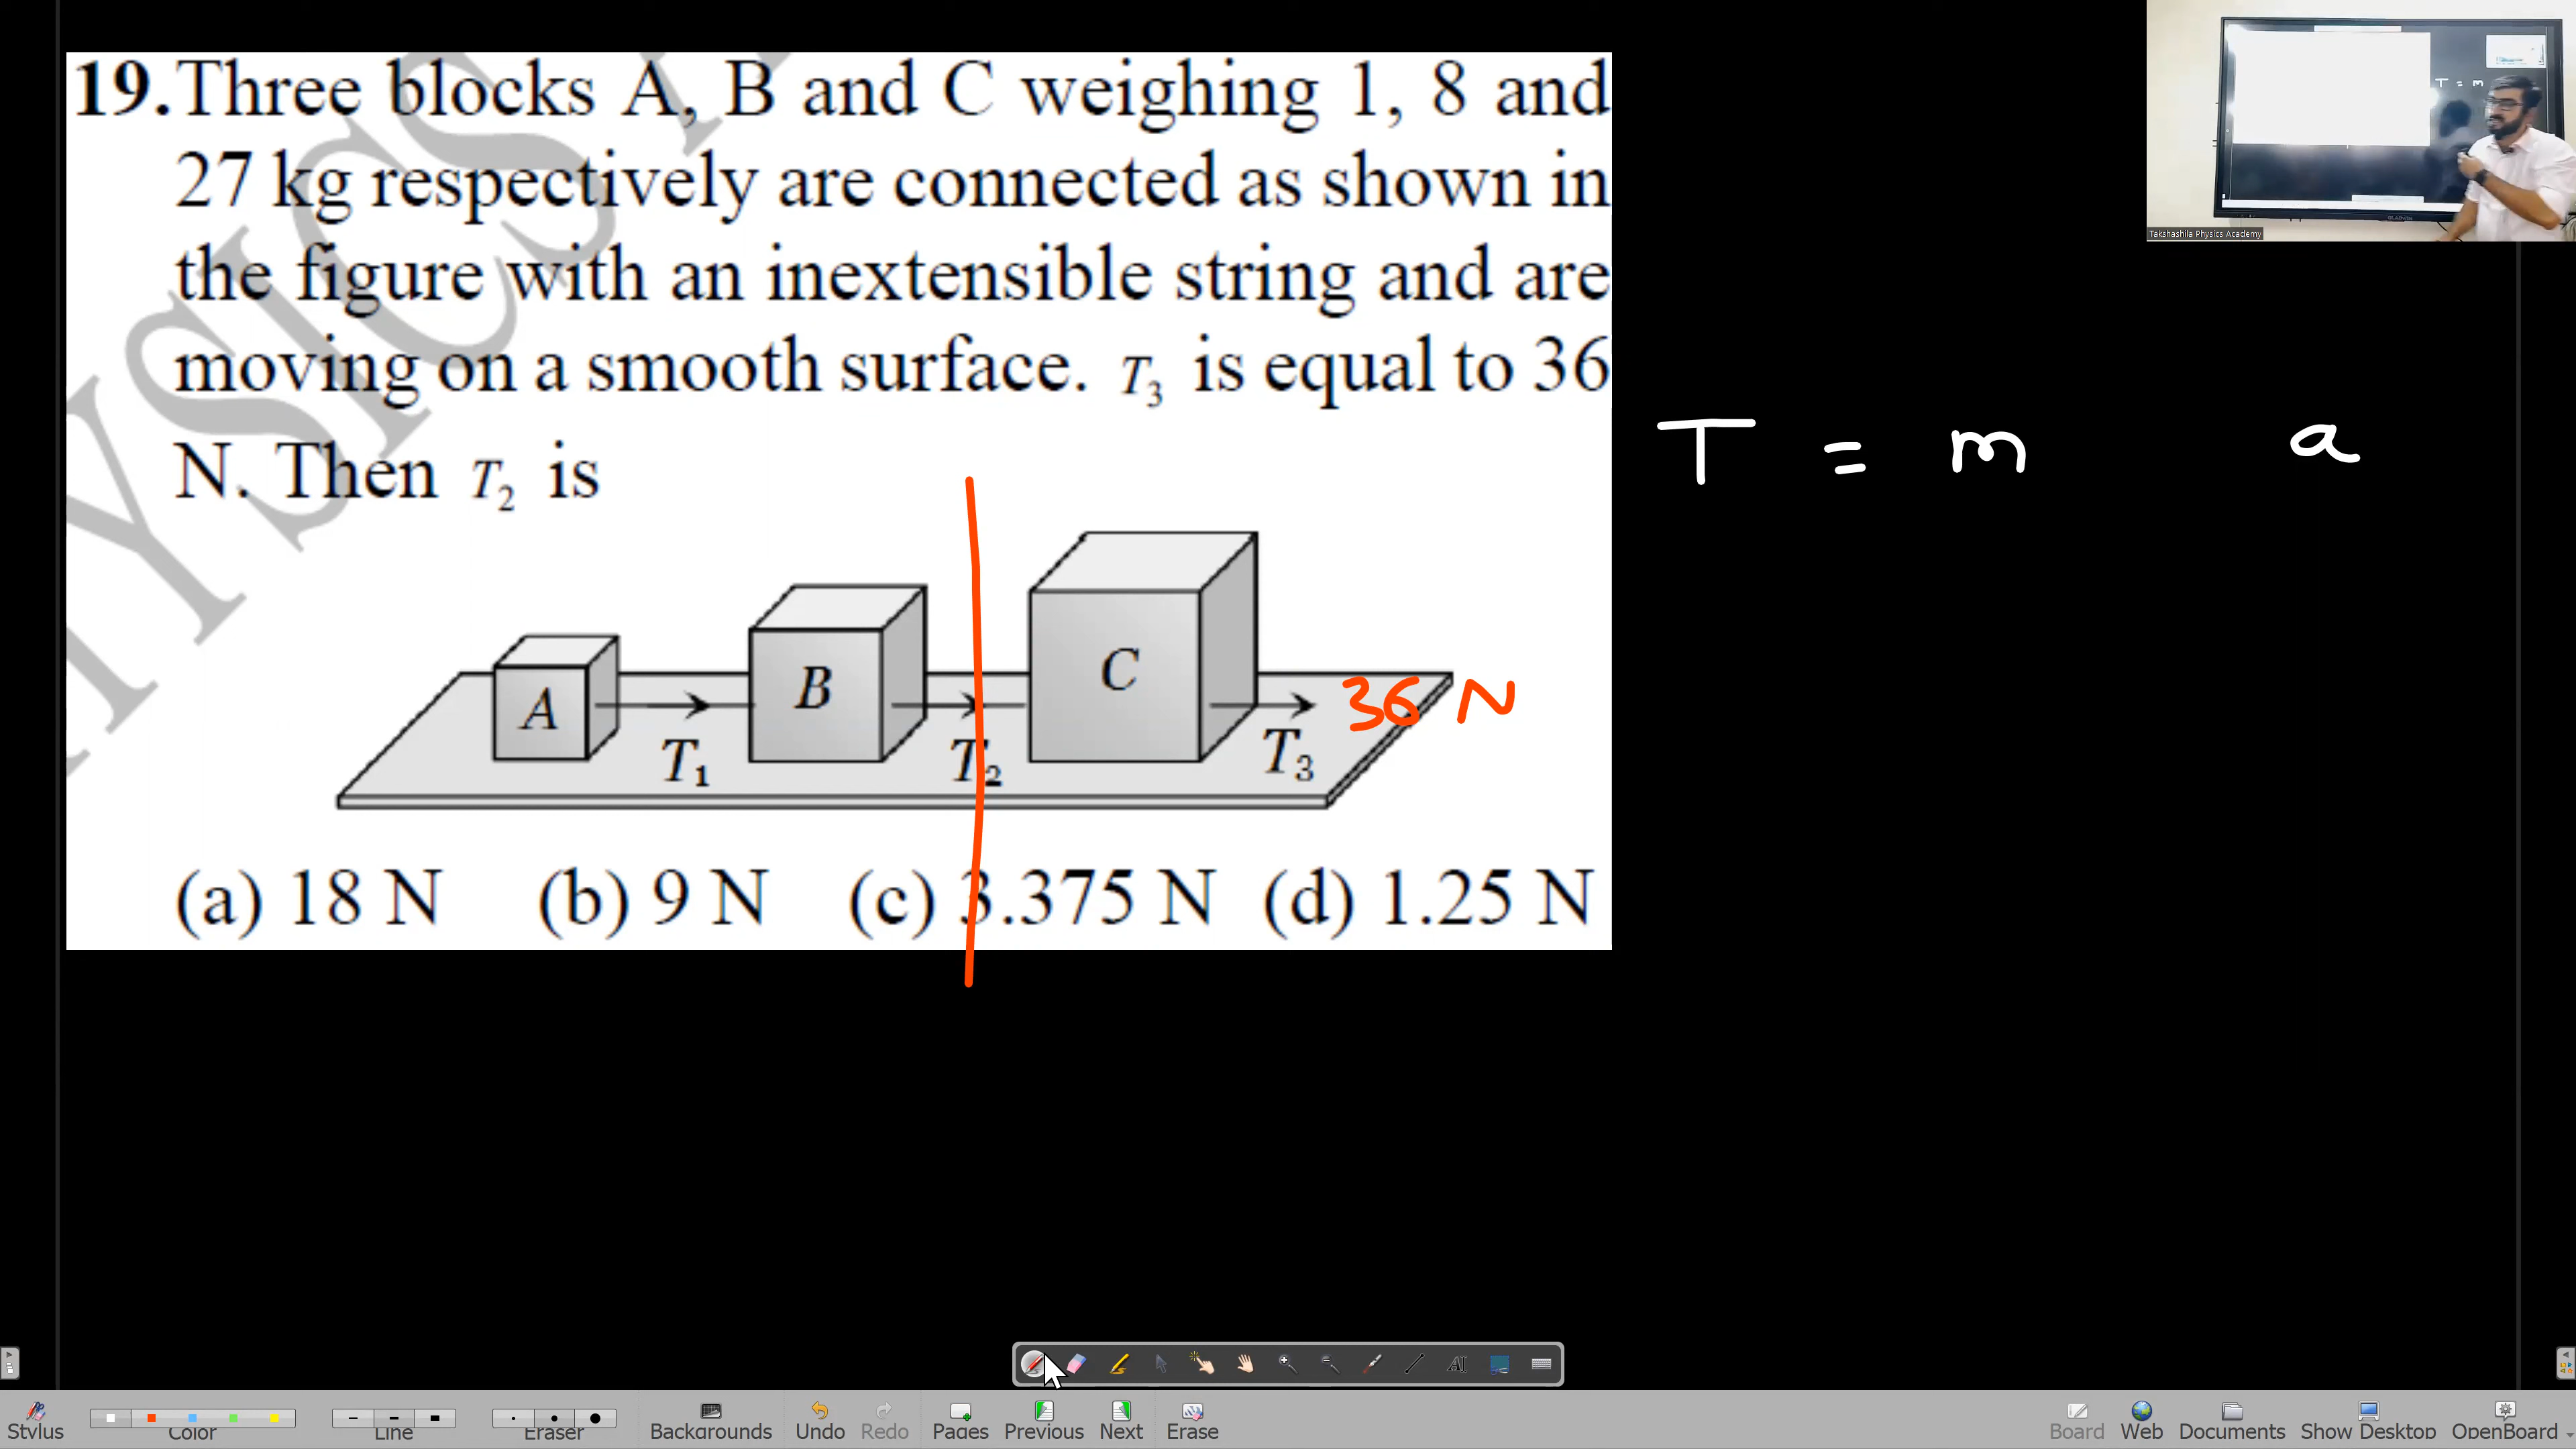 19. Three blocks A, B and C weighing 1, 8 and
27 kg respectively are connected as shown in
the figure with an inextensible string and are
moving on a smooth surface. T₃ is equal to 36
N. Then T₂ is
A
B
C
T₁
T₂
T₃
36 N
(a) 18 N (b) 9 N (c) 3.375 N (d) 1.25 N
T = m a
T = m
Takshashila Physics Academy
Stylus
Color
Line
Eraser
Backgrounds
Undo
Redo
Pages
Previous
Next
Erase
Board
Web
Documents
Show Desktop
OpenBoard